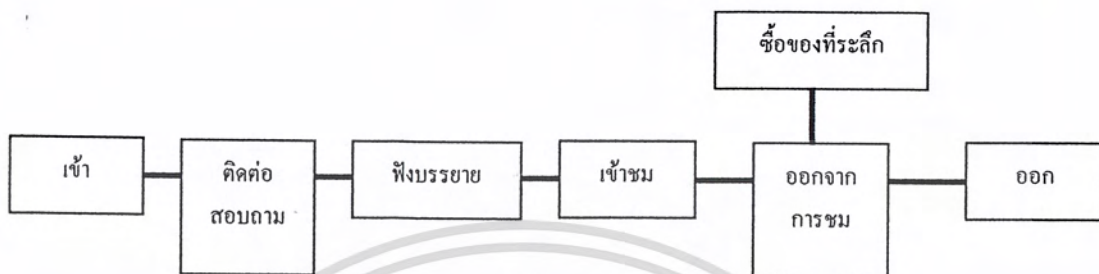 ซื้อของที่ระลึก
เข้า
ติดต่อ
สอบถาม
ฟังบรรยาย
เข้าชม
ออกจาก
การชม
ออก